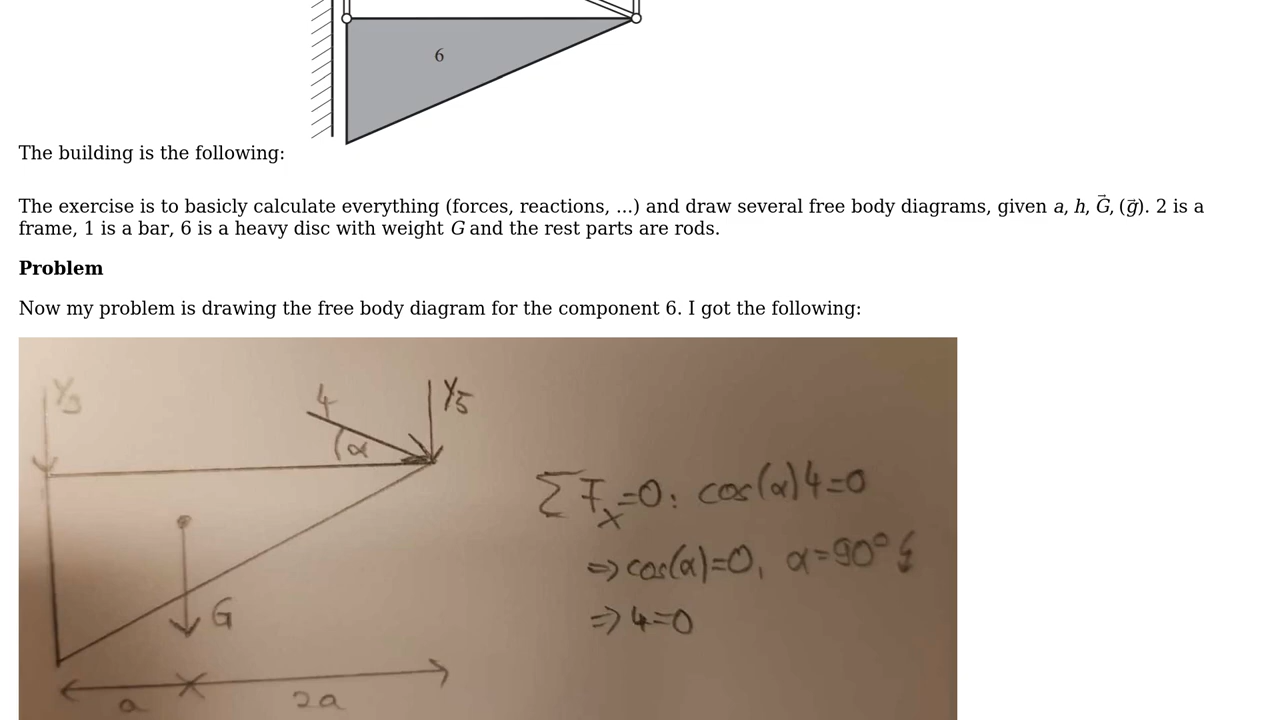 6
The building is the following:
The exercise is to basicly calculate everything (forces, reactions, ...) and draw several free body diagrams, given a, h, G⃗, (g⃗). 2 is a
frame, 1 is a bar, 6 is a heavy disc with weight G and the rest parts are rods.
Problem
Now my problem is drawing the free body diagram for the component 6. I got the following:
Y₃
4
Y₅
α
ΣFₓ=0: cos(α)4=0
⇒ cos(α)=0, α=90°
⇒ 4=0
G
a
2a